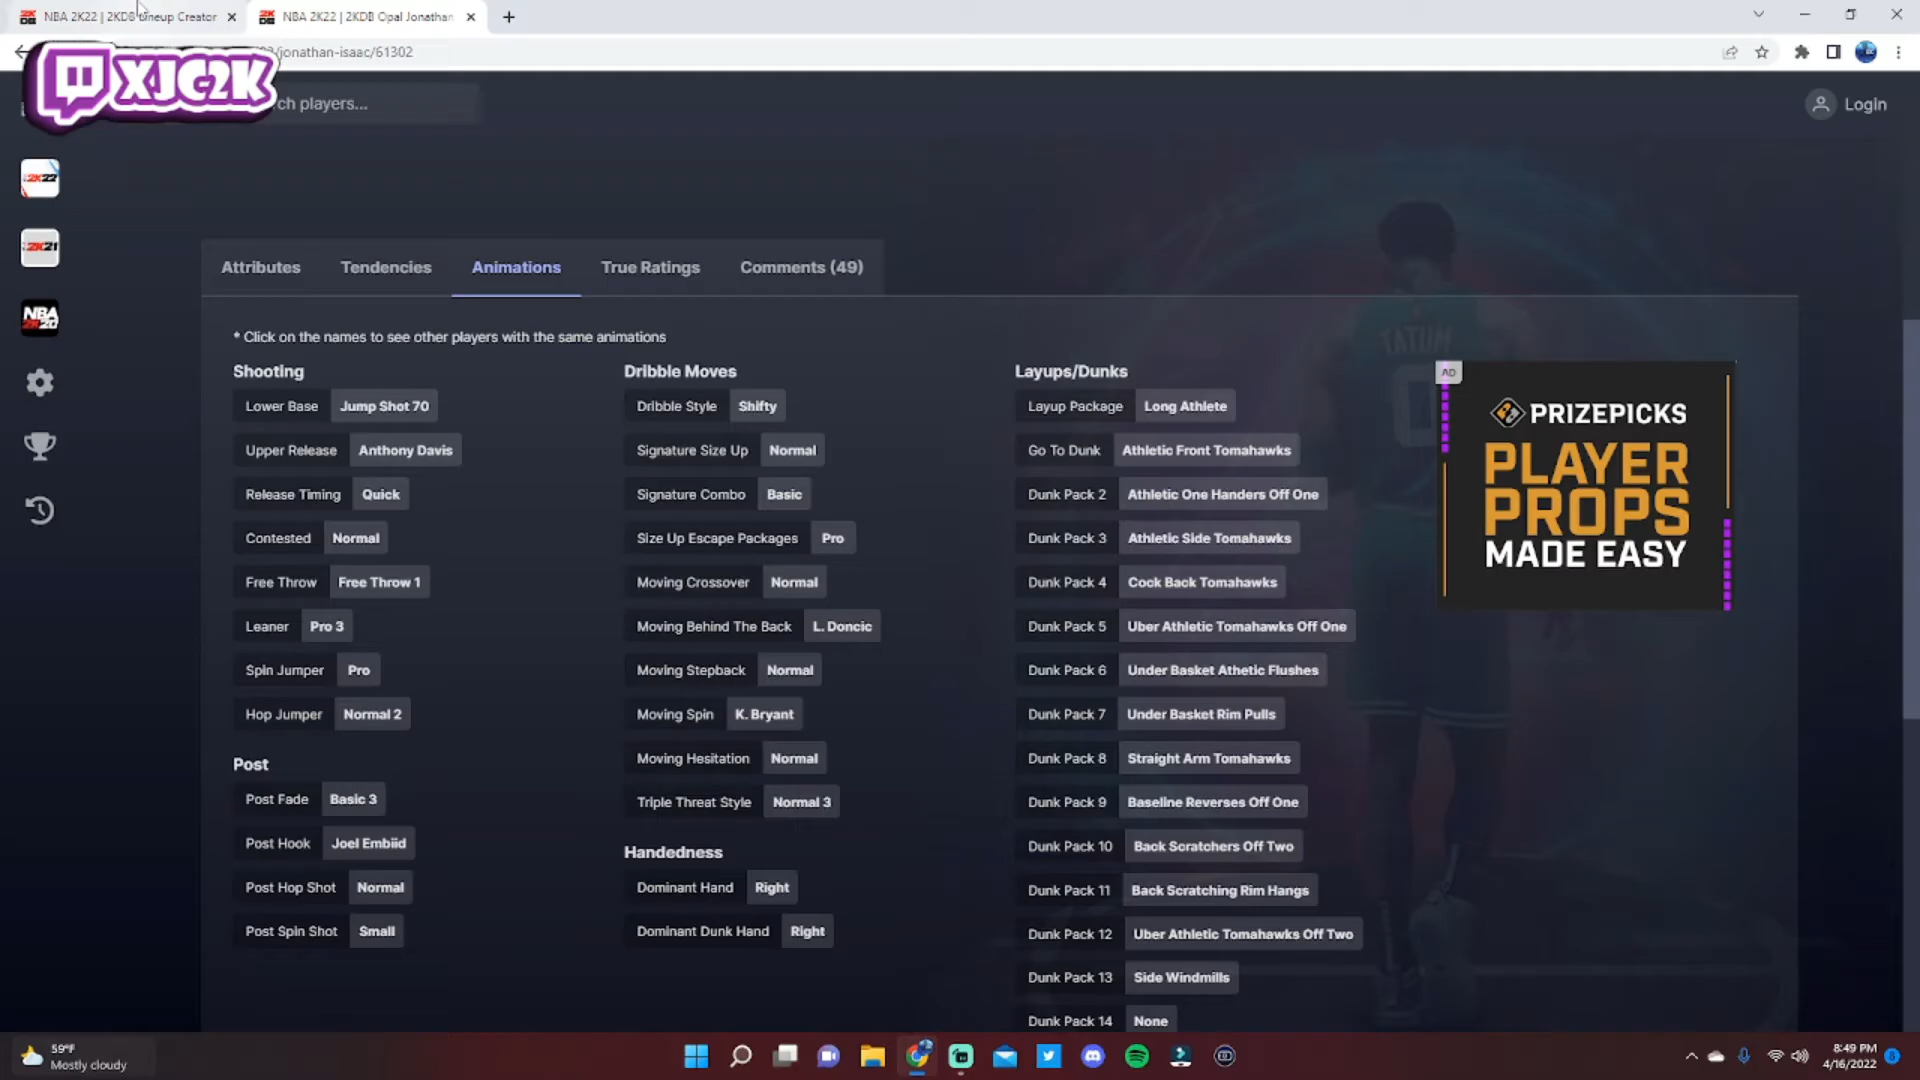 NBA 2K22 | 2KDB Lineup Creator
NBA 2K22 | 2KDB Opal Jonathan
/jonathan-isaac/61302
XJC2K
ch players...
Login
2K22
2K21
NBA 2K20
Attributes Tendencies Animations True Ratings Comments (49)
* Click on the names to see other players with the same animations
Shooting
Lower Base Jump Shot 70
Upper Release Anthony Davis
Release Timing Quick
Contested Normal
Free Throw Free Throw 1
Leaner Pro 3
Spin Jumper Pro
Hop Jumper Normal 2
Post
Post Fade Basic 3
Post Hook Joel Embiid
Post Hop Shot Normal
Post Spin Shot Small
Dribble Moves
Dribble Style Shifty
Signature Size Up Normal
Signature Combo Basic
Size Up Escape Packages Pro
Moving Crossover Normal
Moving Behind The Back L. Doncic
Moving Stepback Normal
Moving Spin K. Bryant
Moving Hesitation Normal
Triple Threat Style Normal 3
Handedness
Dominant Hand Right
Dominant Dunk Hand Right
Layups/Dunks
Layup Package Long Athlete
Go To Dunk Athletic Front Tomahawks
Dunk Pack 2 Athletic One Handers Off One
Dunk Pack 3 Athletic Side Tomahawks
Dunk Pack 4 Cock Back Tomahawks
Dunk Pack 5 Uber Athletic Tomahawks Off One
Dunk Pack 6 Under Basket Athetic Flushes
Dunk Pack 7 Under Basket Rim Pulls
Dunk Pack 8 Straight Arm Tomahawks
Dunk Pack 9 Baseline Reverses Off One
Dunk Pack 10 Back Scratchers Off Two
Dunk Pack 11 Back Scratching Rim Hangs
Dunk Pack 12 Uber Athletic Tomahawks Off Two
Dunk Pack 13 Side Windmills
Dunk Pack 14 None
TATUM
0
AD
PRIZEPICKS
PLAYER
PROPS
MADE EASY
59°F
Mostly cloudy
8:49 PM
4/16/2022